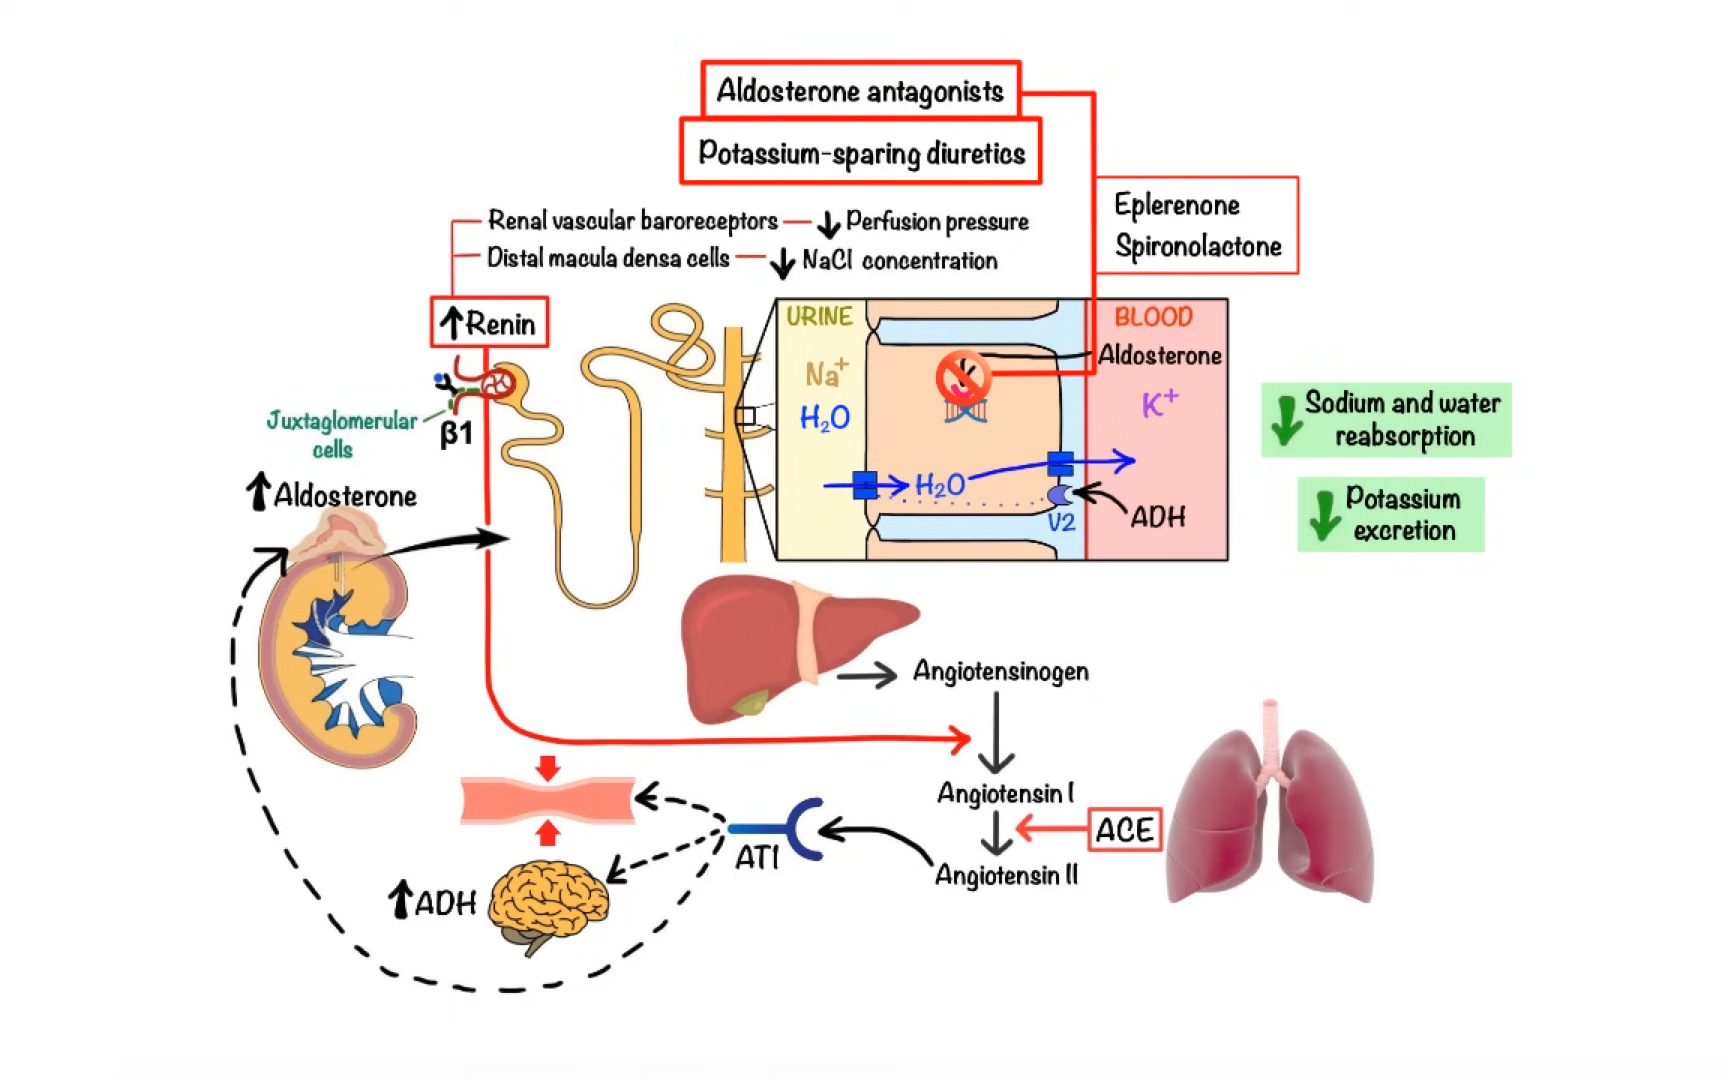 Aldosterone antagonists
Potassium-sparing diuretics
Eplerenone
Spironolactone
Renal vascular baroreceptors
Perfusion pressure
Distal macula densa cells
NaCl concentration
Renin
URINE
BLOOD
Aldosterone
Na+
K+
H₂O
Juxtaglomerular
cells
β1
Sodium and water
reabsorption
H₂O
ADH
V2
Potassium
excretion
Aldosterone
Angiotensinogen
Angiotensin I
ACE
AT1
Angiotensin II
ADH